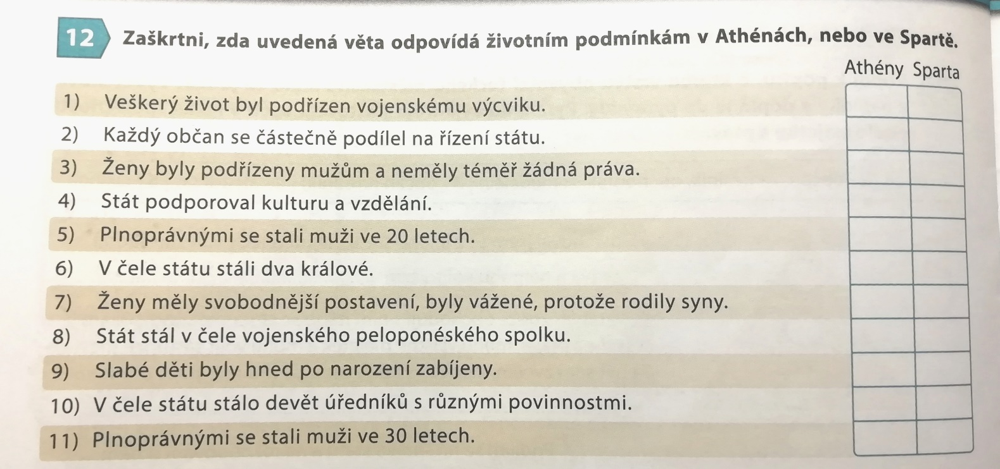 12 Zaškrtni, zda uvedená věta odpovídá životním podmínkám v Athénách, nebo ve Spartě.
Athény Sparta
1) Veškerý život byl podřízen vojenskému výcviku.
2) Každý občan se částečně podílel na řízení státu.
3) Ženy byly podřízeny mužům a neměly téměř žádná práva.
4) Stát podporoval kulturu a vzdělání.
5) Plnoprávnými se stali muži ve 20 letech.
6) V čele státu stáli dva králové.
7) Ženy měly svobodnější postavení, byly vážené, protože rodily syny.
8) Stát stál v čele vojenského peloponéského spolku.
9) Slabé děti byly hned po narození zabíjeny.
10) V čele státu stálo devět úředníků s různými povinnostmi.
11) Plnoprávnými se stali muži ve 30 letech.